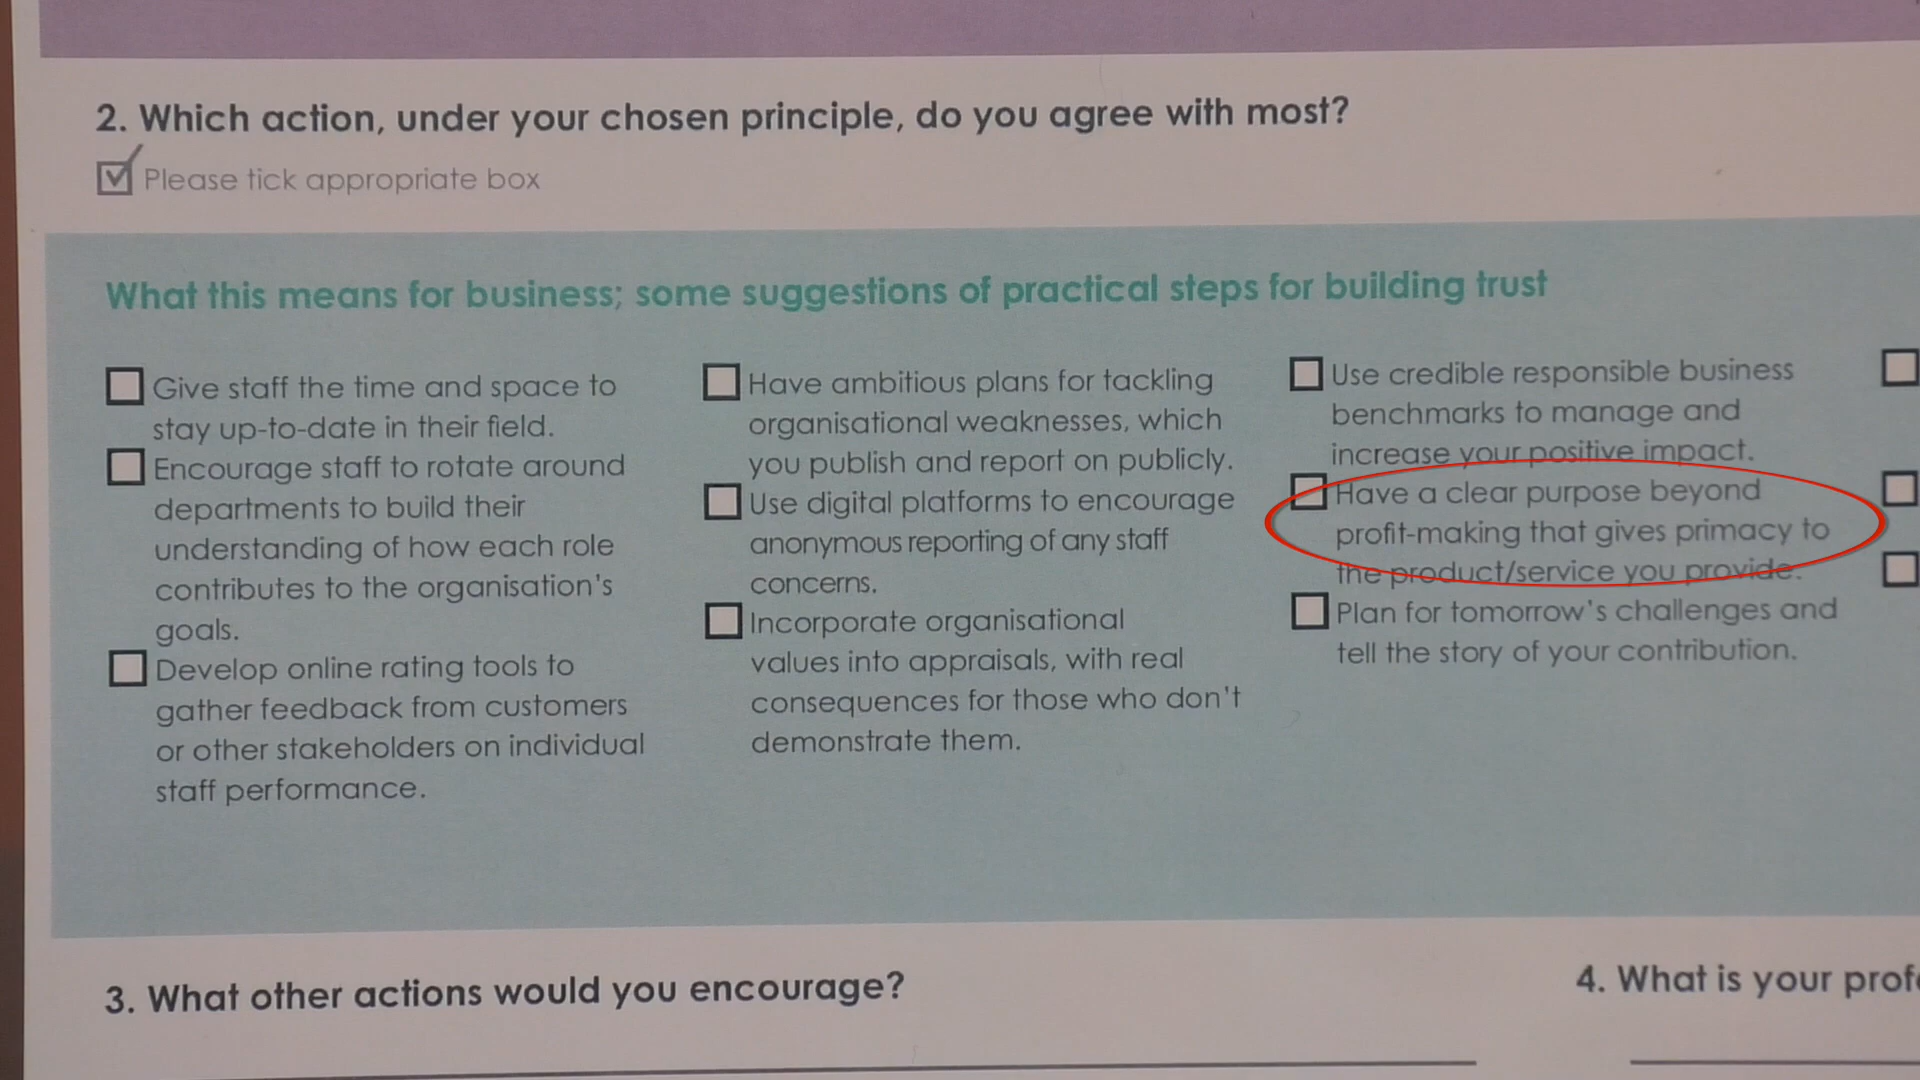 2. Which action, under your chosen principle, do you agree with most?
Please tick appropriate box
What this means for business; some suggestions of practical steps for building trust
Give staff the time and space to
stay up-to-date in their field.
Encourage staff to rotate around
departments to build their
understanding of how each role
contributes to the organisation's
goals.
Develop online rating tools to
gather feedback from customers
or other stakeholders on individual
staff performance.
Have ambitious plans for tackling
organisational weaknesses, which
you publish and report on publicly.
Use digital platforms to encourage
anonymous reporting of any staff
concerns.
Incorporate organisational
values into appraisals, with real
consequences for those who don't
demonstrate them.
Use credible responsible business
benchmarks to manage and
increase your positive impact.
Have a clear purpose beyond
profit-making that gives primacy to
the product/service you provide.
Plan for tomorrow's challenges and
tell the story of your contribution.
3. What other actions would you encourage?
4. What is your